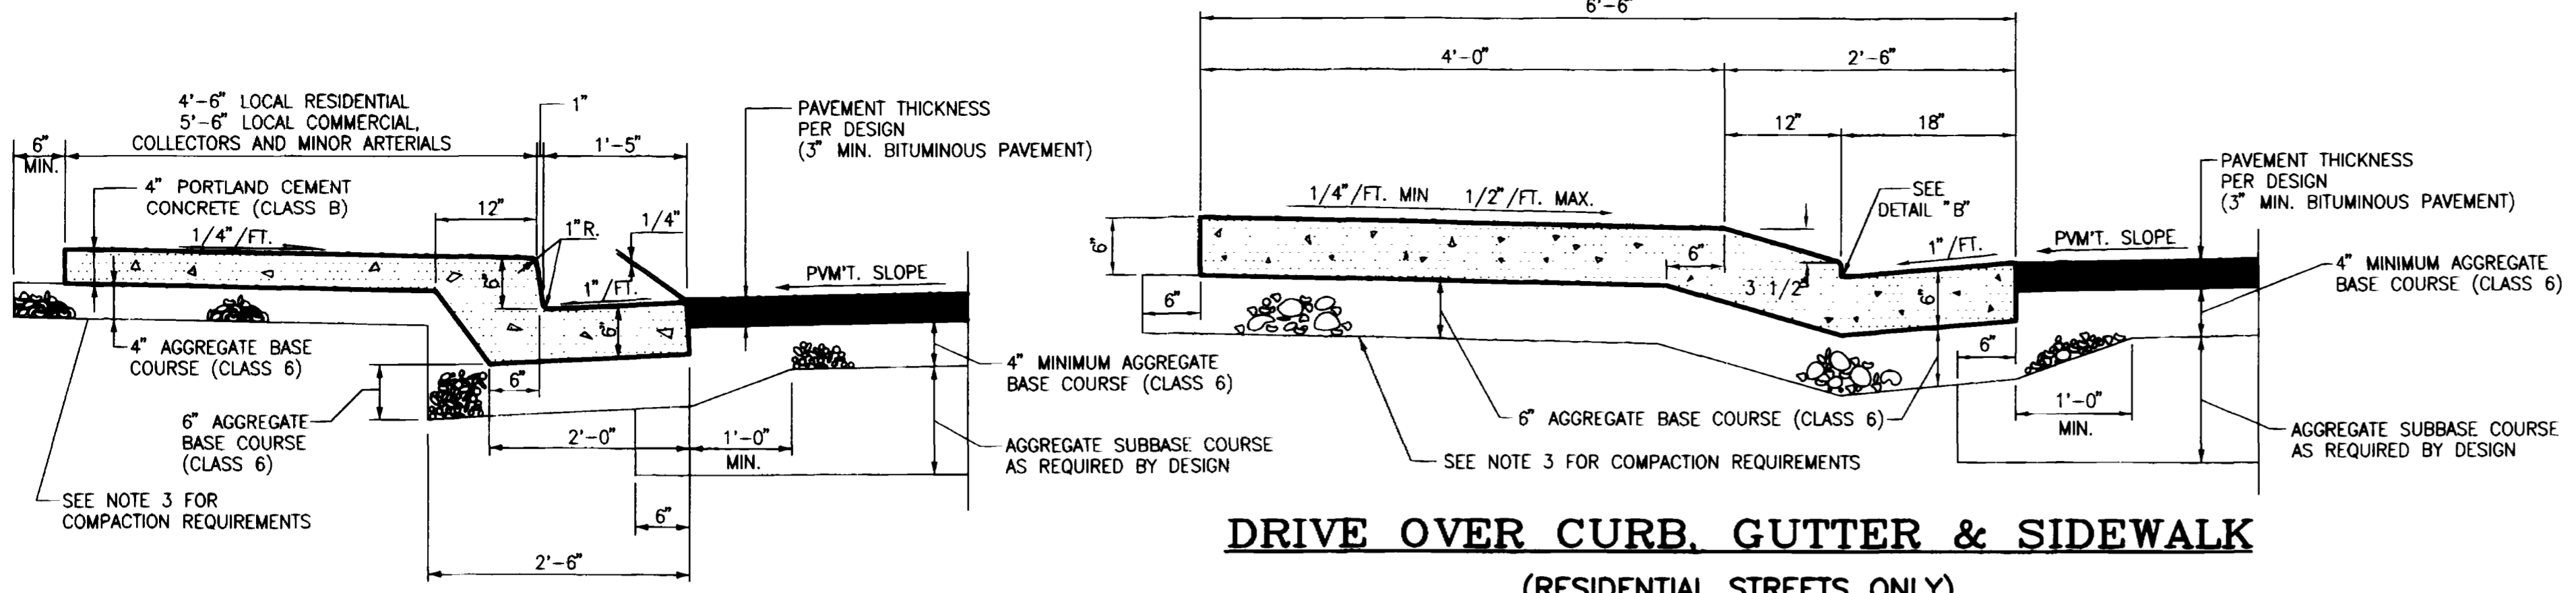 4'-6" LOCAL RESIDENTIAL
5'-6" LOCAL COMMERCIAL,
COLLECTORS AND MINOR ARTERIALS
6"
MIN.
1"
1'-5"
PAVEMENT THICKNESS
PER DESIGN
(3" MIN. BITUMINOUS PAVEMENT)
4" PORTLAND CEMENT
CONCRETE (CLASS B)
12"
1/4"/FT.
1"R.
1/4"
6"
1"/FT.
6"
PVM'T. SLOPE
4" AGGREGATE BASE
COURSE (CLASS 6)
6"
4" MINIMUM AGGREGATE
BASE COURSE (CLASS 6)
6" AGGREGATE
BASE COURSE
(CLASS 6)
2'-0"
1'-0"
MIN.
AGGREGATE SUBBASE COURSE
AS REQUIRED BY DESIGN
SEE NOTE 3 FOR
COMPACTION REQUIREMENTS
6"
2'-6"
6'-6"
4'-0"
2'-6"
12"
18"
PAVEMENT THICKNESS
PER DESIGN
(3" MIN. BITUMINOUS PAVEMENT)
1/4"/FT. MIN 1/2"/FT. MAX.
SEE
DETAIL "B"
6"
1"/FT.
PVM'T. SLOPE
6"
3 1/2"
6"
4" MINIMUM AGGREGATE
BASE COURSE (CLASS 6)
6"
6"
1'-0"
MIN.
6" AGGREGATE BASE COURSE (CLASS 6)
SEE NOTE 3 FOR COMPACTION REQUIREMENTS
AGGREGATE SUBBASE COURSE
AS REQUIRED BY DESIGN
DRIVE OVER CURB, GUTTER & SIDEWALK
(RESIDENTIAL STREETS ONLY)